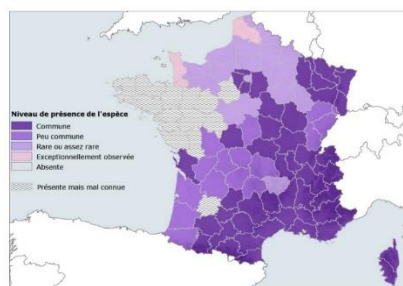 Niveau de présence de l'espèce
Commune
Peu commune
Rare ou assez rare
Exceptionnellement observée
Absente
Présente mais mal connue